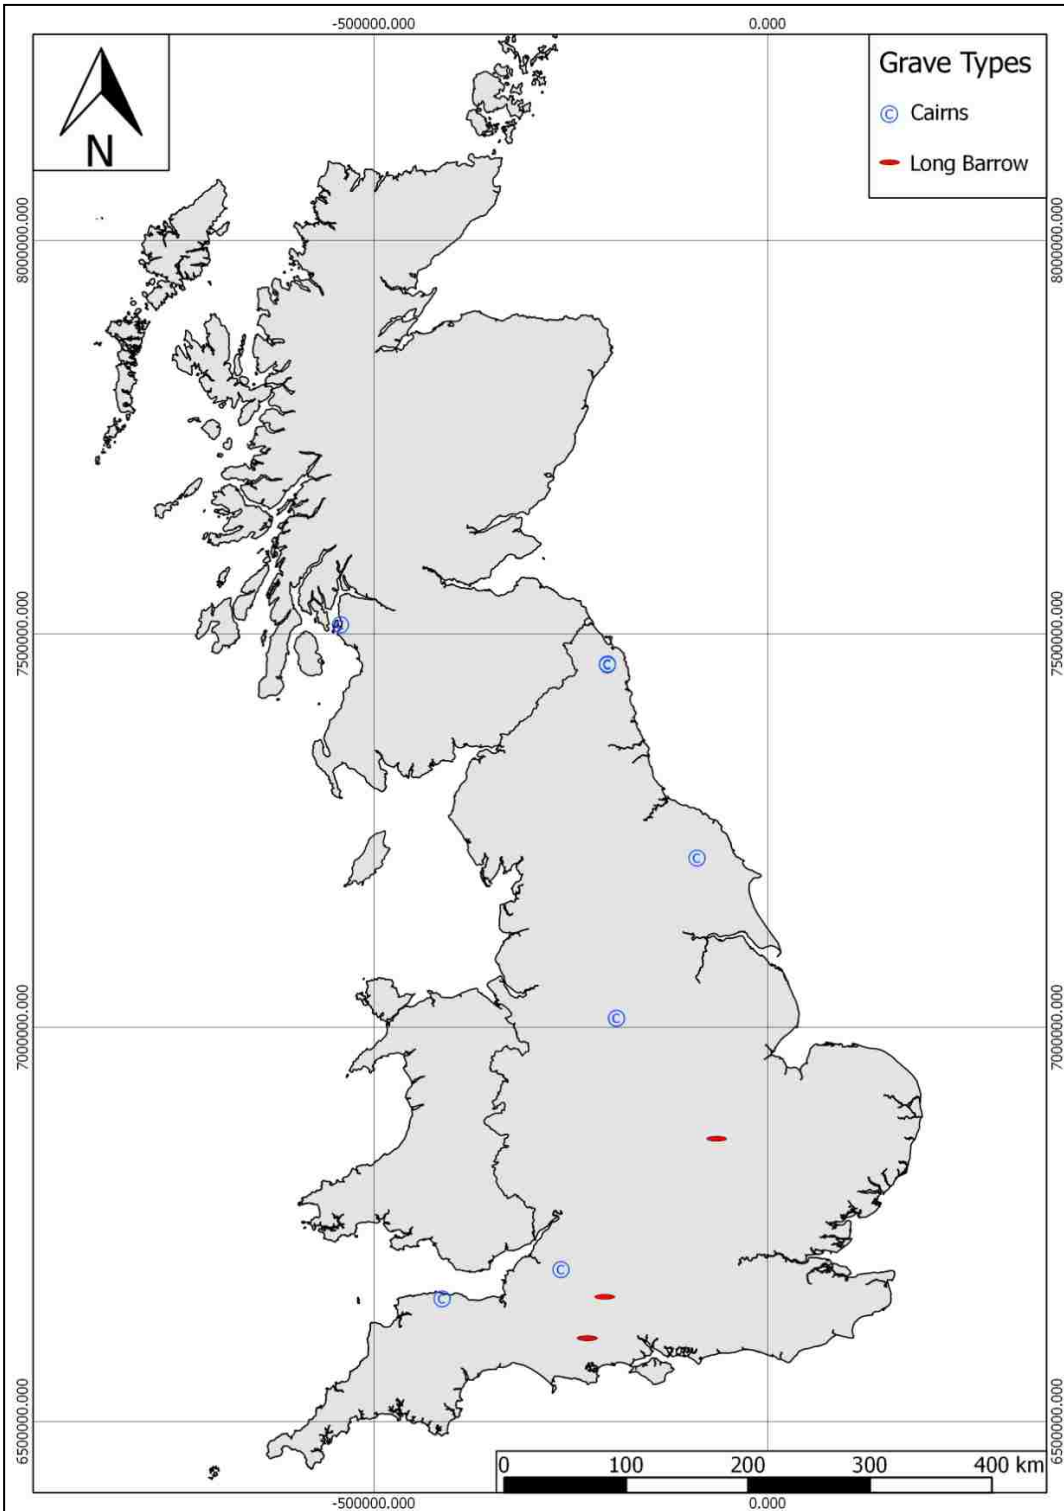 -500000.000 0.000
N
Grave Types
© Cairns
Long Barrow
8000000.000 8000000.000
©
7500000.000 7500000.000
©
©
7000000.000 © 7000000.000
©
©
6500000.000 6500000.000
0 100 200 300 400 km
-500000.000 0.000